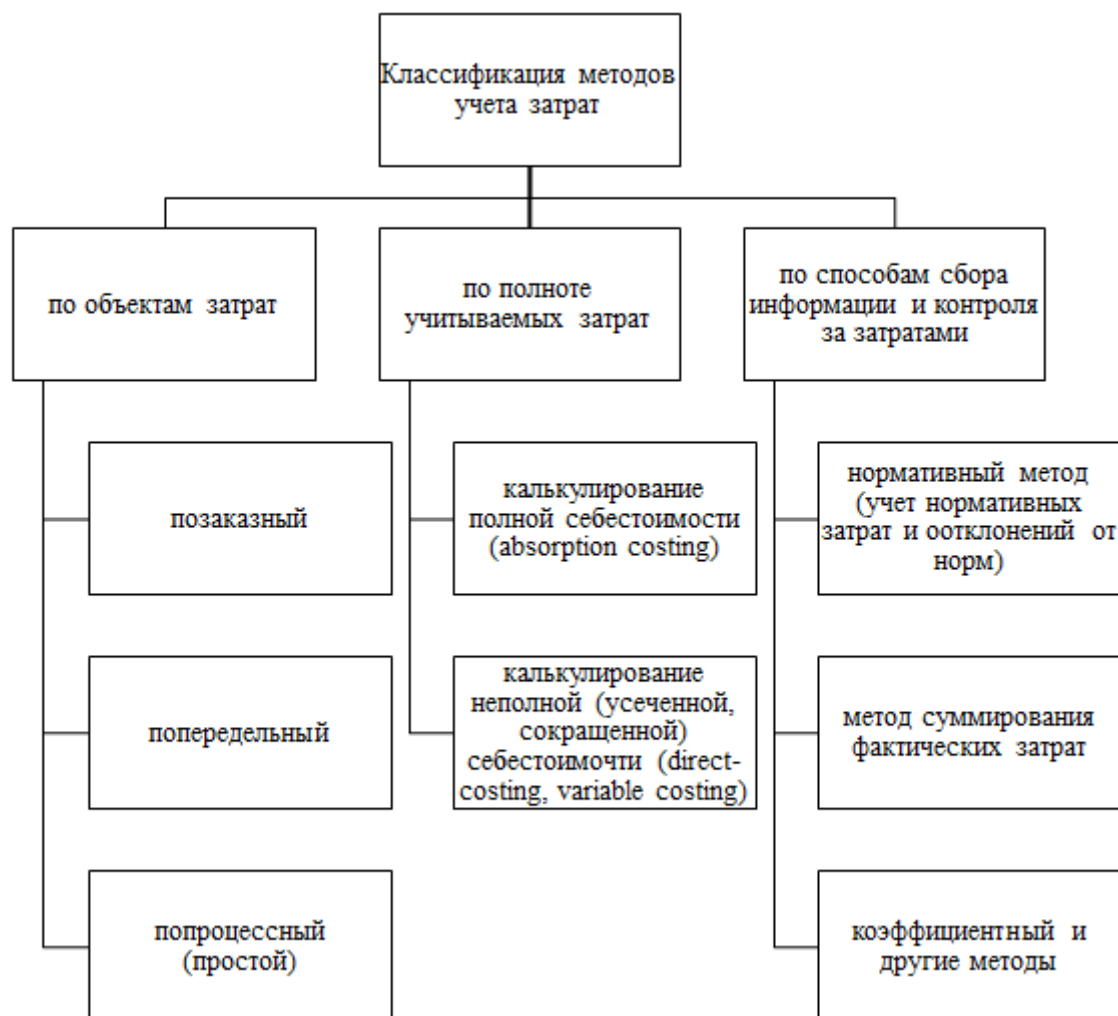 Классификация методов
учета затрат
по объектам затрат
по полноте
учитываемых затрат
по способам сбора
информации и контроля
за затратами
позаказный
попередельный
попроцессный
(простой)
калькулирование
полной себестоимости
(absorption costing)
калькулирование
неполной (усеченной,
сокращенной)
себестоимочти (direct-
costing, variable costing)
нормативный метод
(учет нормативных
затрат и оотклонений от
норм)
метод суммирования
фактических затрат
коэффициентный и
другие методы